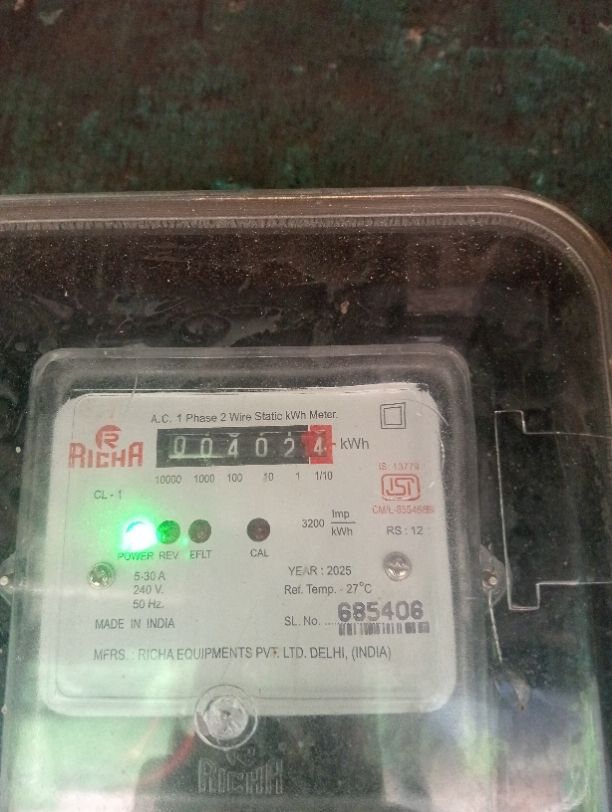 A.C. 1 Phase 2 Wire Static kWh Meter.
R
RICHA
004024 kWh
10000 1000 100 10 1 1/10
CL - 1
IS: 13779
ISI
3200 Imp/kWh
RS : 12
POWER REV. EFLT CAL
5-30 A
240 V.
50 Hz.
YEAR : 2025
Ref. Temp. - 27°C
MADE IN INDIA
SL. No. .... 685406
MFRS. : RICHA EQUIPMENTS PVT. LTD. DELHI, (INDIA)
R
RICHA